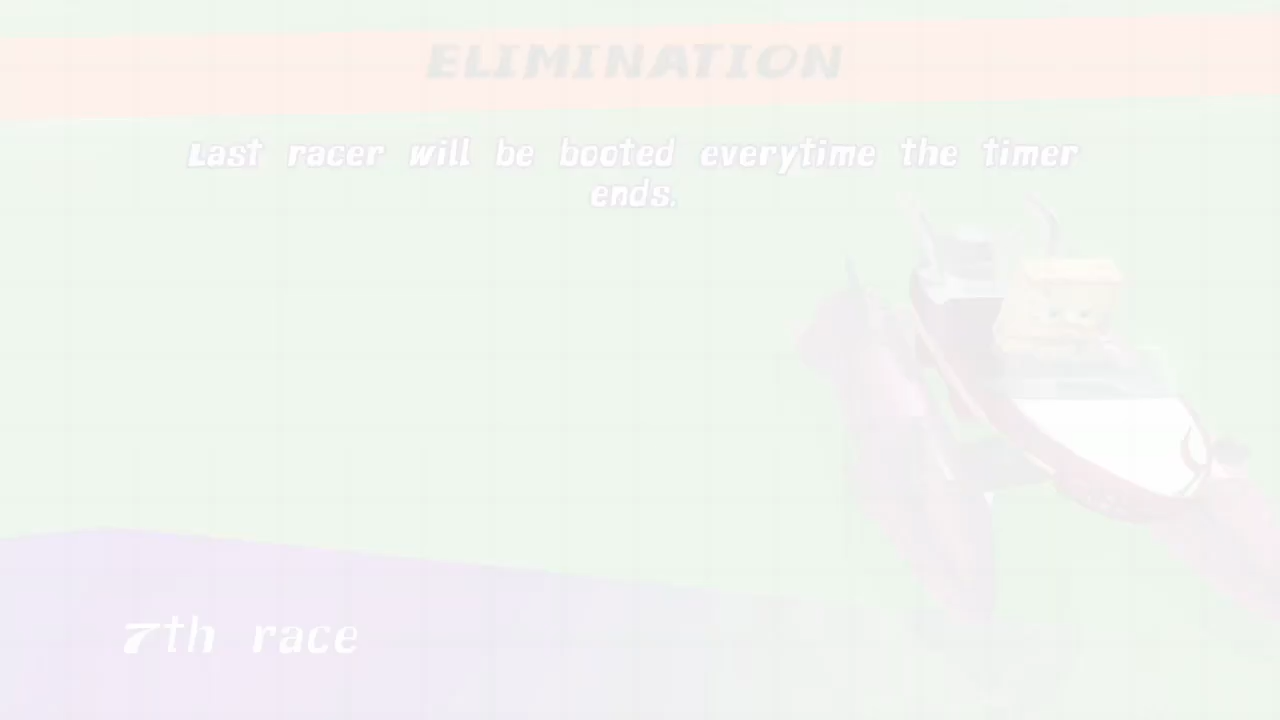 ELIMINATION
Last racer will be booted everytime the timer
ends.
7th race